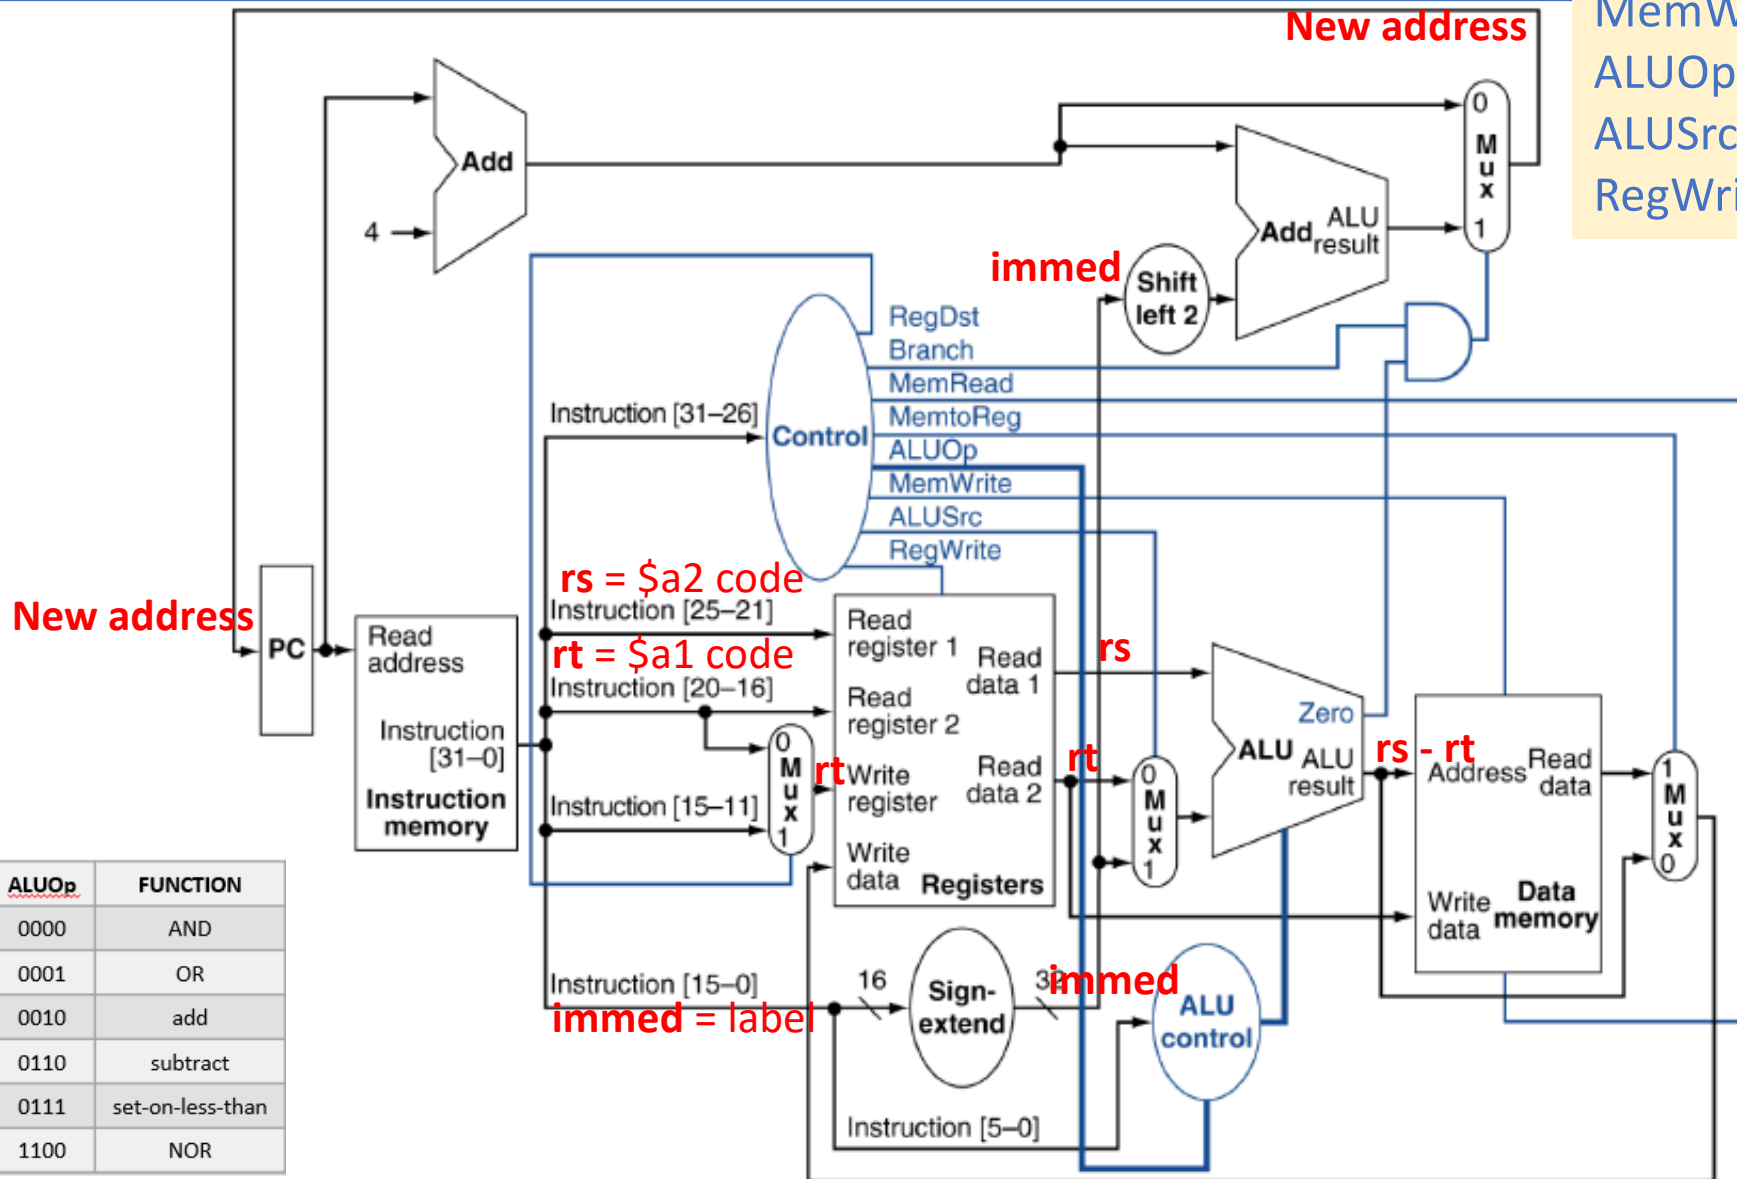 New address
MemW
ALUOp
ALUSrc
RegWri
0
M
u
x
1
Add
4
Add ALU
result
immed
Shift
left 2
RegDst
Branch
MemRead
MemtoReg
ALUOp
MemWrite
ALUSrc
RegWrite
Instruction [31–26]
Control
rs = $a2 code
Instruction [25–21]
rt = $a1 code
Instruction [20–16]
New address
PC
Read
address
Instruction
[31–0]
Instruction
memory
0
M
u
x
1
rt
Instruction [15–11]
Read
register 1
Read
data 1
Read
register 2
Write
register
Read
data 2
Write
data
Registers
rs
rt
0
M
u
x
1
Zero
ALU
ALU
result
rs - rt
Address
Read
data
Write
data
Data
memory
1
M
u
x
0
Instruction [15–0]
immed = label
16
Sign-
extend
32
immed
ALU
control
Instruction [5–0]
ALUOp FUNCTION
0000 AND
0001 OR
0010 add
0110 subtract
0111 set-on-less-than
1100 NOR